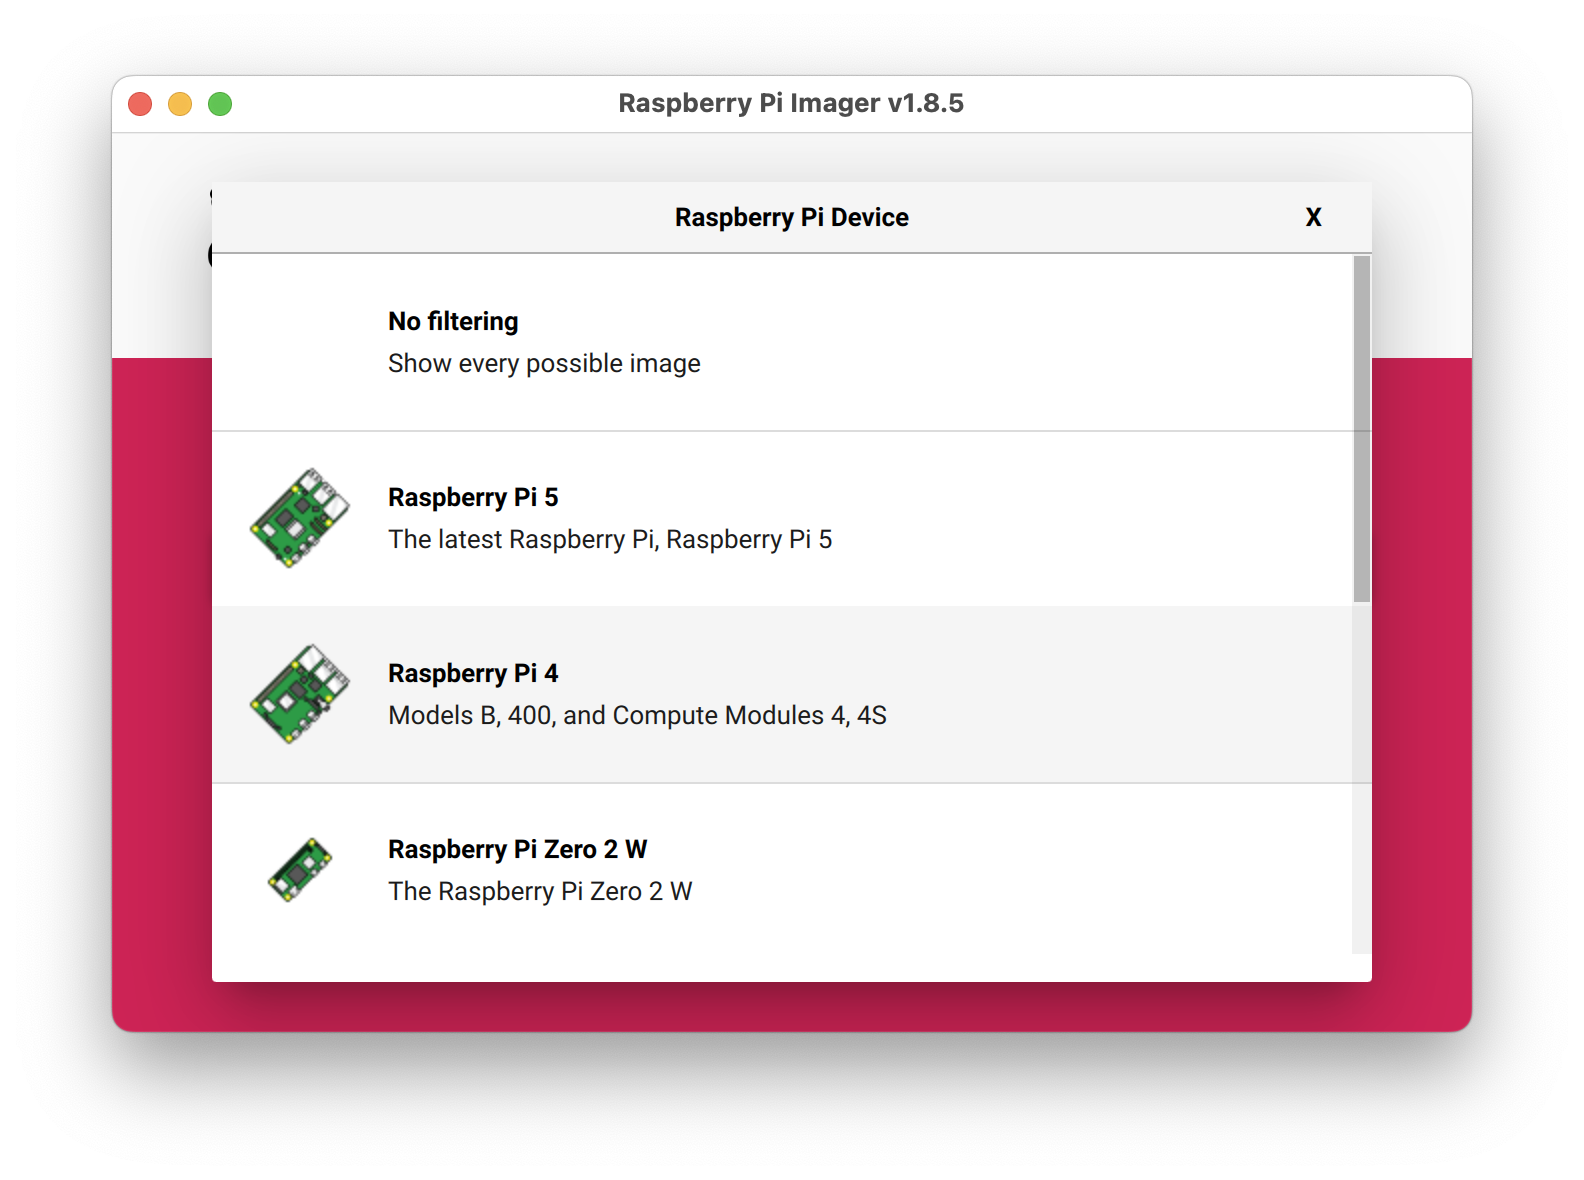 Raspberry Pi Imager v1.8.5
Raspberry Pi Device
X
No filtering
Show every possible image
Raspberry Pi 5
The latest Raspberry Pi, Raspberry Pi 5
Raspberry Pi 4
Models B, 400, and Compute Modules 4, 4S
Raspberry Pi Zero 2 W
The Raspberry Pi Zero 2 W